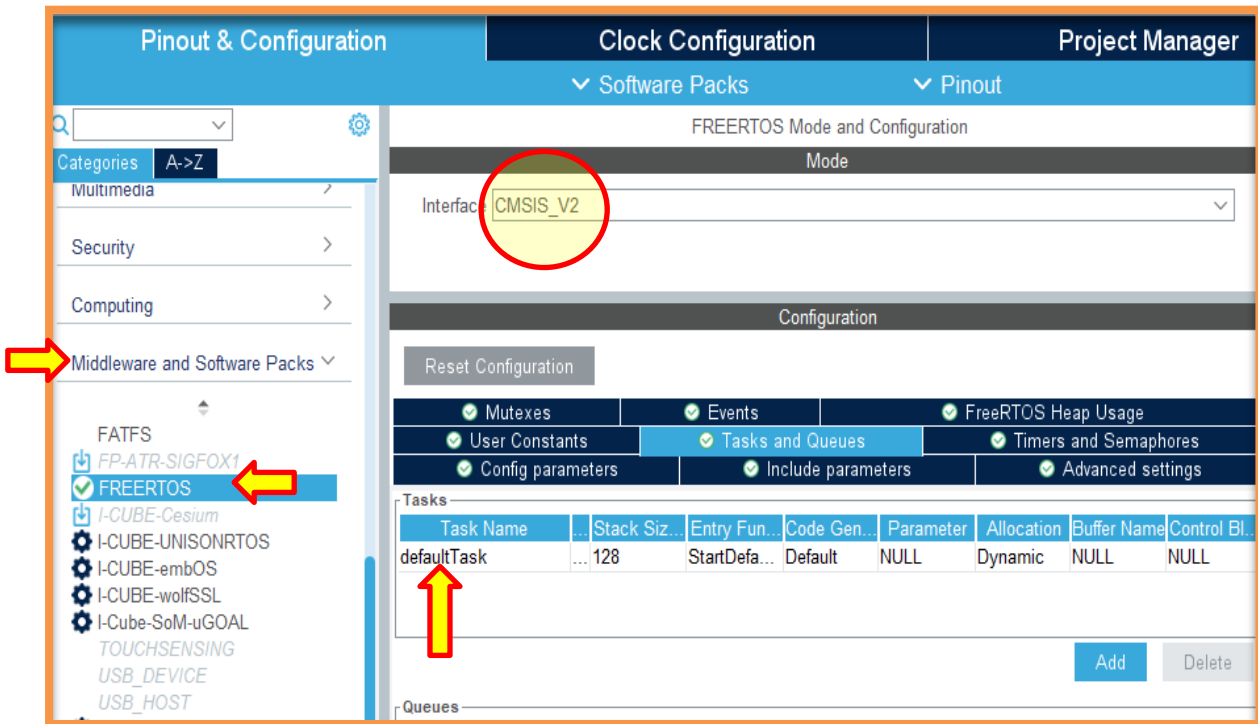 Pinout & Configuration Clock Configuration Project Manager
Software Packs Pinout
FREERTOS Mode and Configuration
Categories A->Z
Mode
Multimedia
Interface CMSIS_V2
Security
Computing
Configuration
Middleware and Software Packs
Reset Configuration
Mutexes Events FreeRTOS Heap Usage
FATFS
User Constants Tasks and Queues Timers and Semaphores
FP-ATR-SIGFOX1
Config parameters Include parameters Advanced settings
FREERTOS
Tasks
I-CUBE-Cesium
Task Name ... Stack Siz... Entry Fun... Code Gen... Parameter Allocation Buffer Name Control Bl...
I-CUBE-UNISONRTOS
defaultTask ... 128 StartDefa... Default NULL Dynamic NULL NULL
I-CUBE-embOS
I-CUBE-wolfSSL
I-Cube-SoM-uGOAL
TOUCHSENSING
Add Delete
USB_DEVICE
USB_HOST
Queues